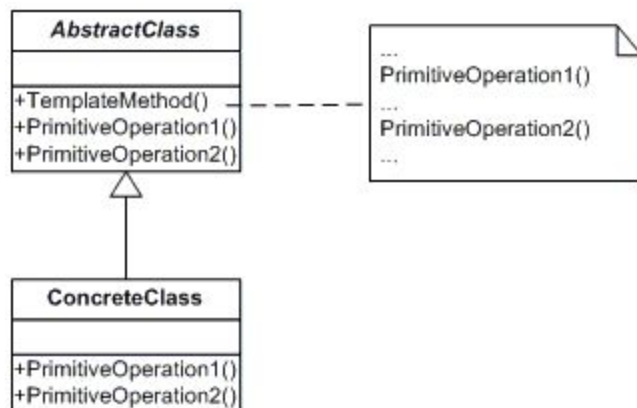 AbstractClass
+TemplateMethod()
+PrimitiveOperation1()
+PrimitiveOperation2()
...
PrimitiveOperation1()
...
PrimitiveOperation2()
...
ConcreteClass
+PrimitiveOperation1()
+PrimitiveOperation2()